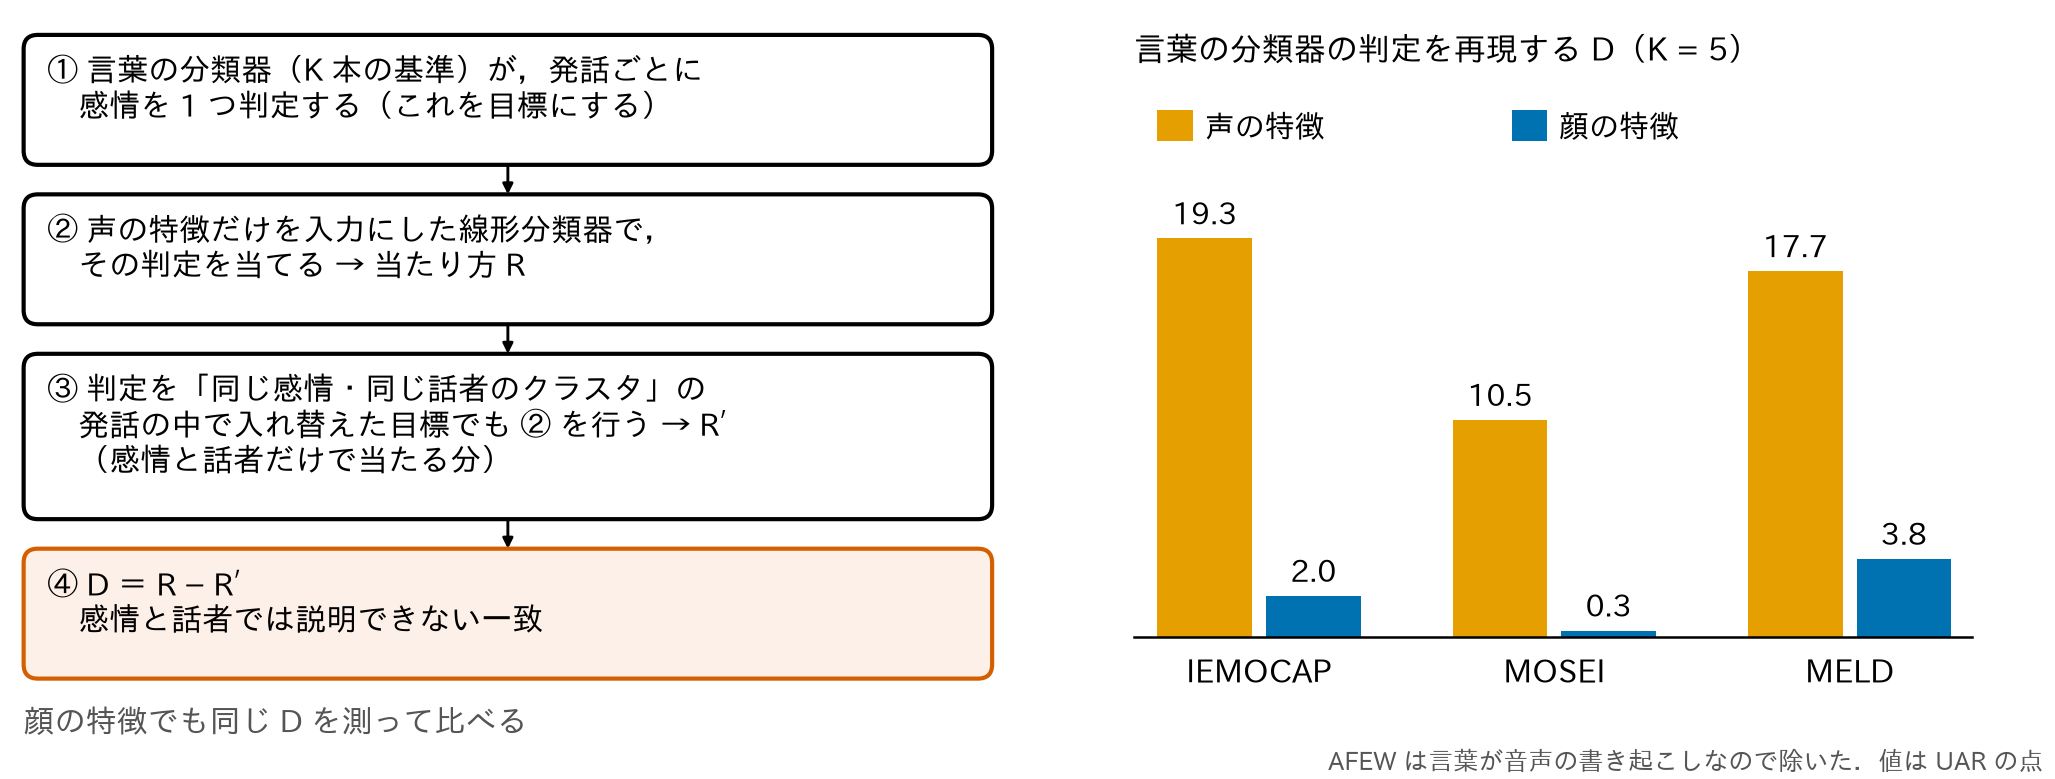 ① 言葉の分類器（K 本の基準）が，発話ごとに
感情を 1 つ判定する（これを目標にする）
② 声の特徴だけを入力にした線形分類器で，
その判定を当てる → 当たり方 R
③ 判定を「同じ感情・同じ話者のクラスタ」の
発話の中で入れ替えた目標でも ② を行う → R′
（感情と話者だけで当たる分）
④ D = R − R′
感情と話者では説明できない一致
顔の特徴でも同じ D を測って比べる
言葉の分類器の判定を再現する D（K = 5）
声の特徴
顔の特徴
19.3
2.0
10.5
0.3
17.7
3.8
IEMOCAP
MOSEI
MELD
AFEW は言葉が音声の書き起こしなので除いた．値は UAR の点